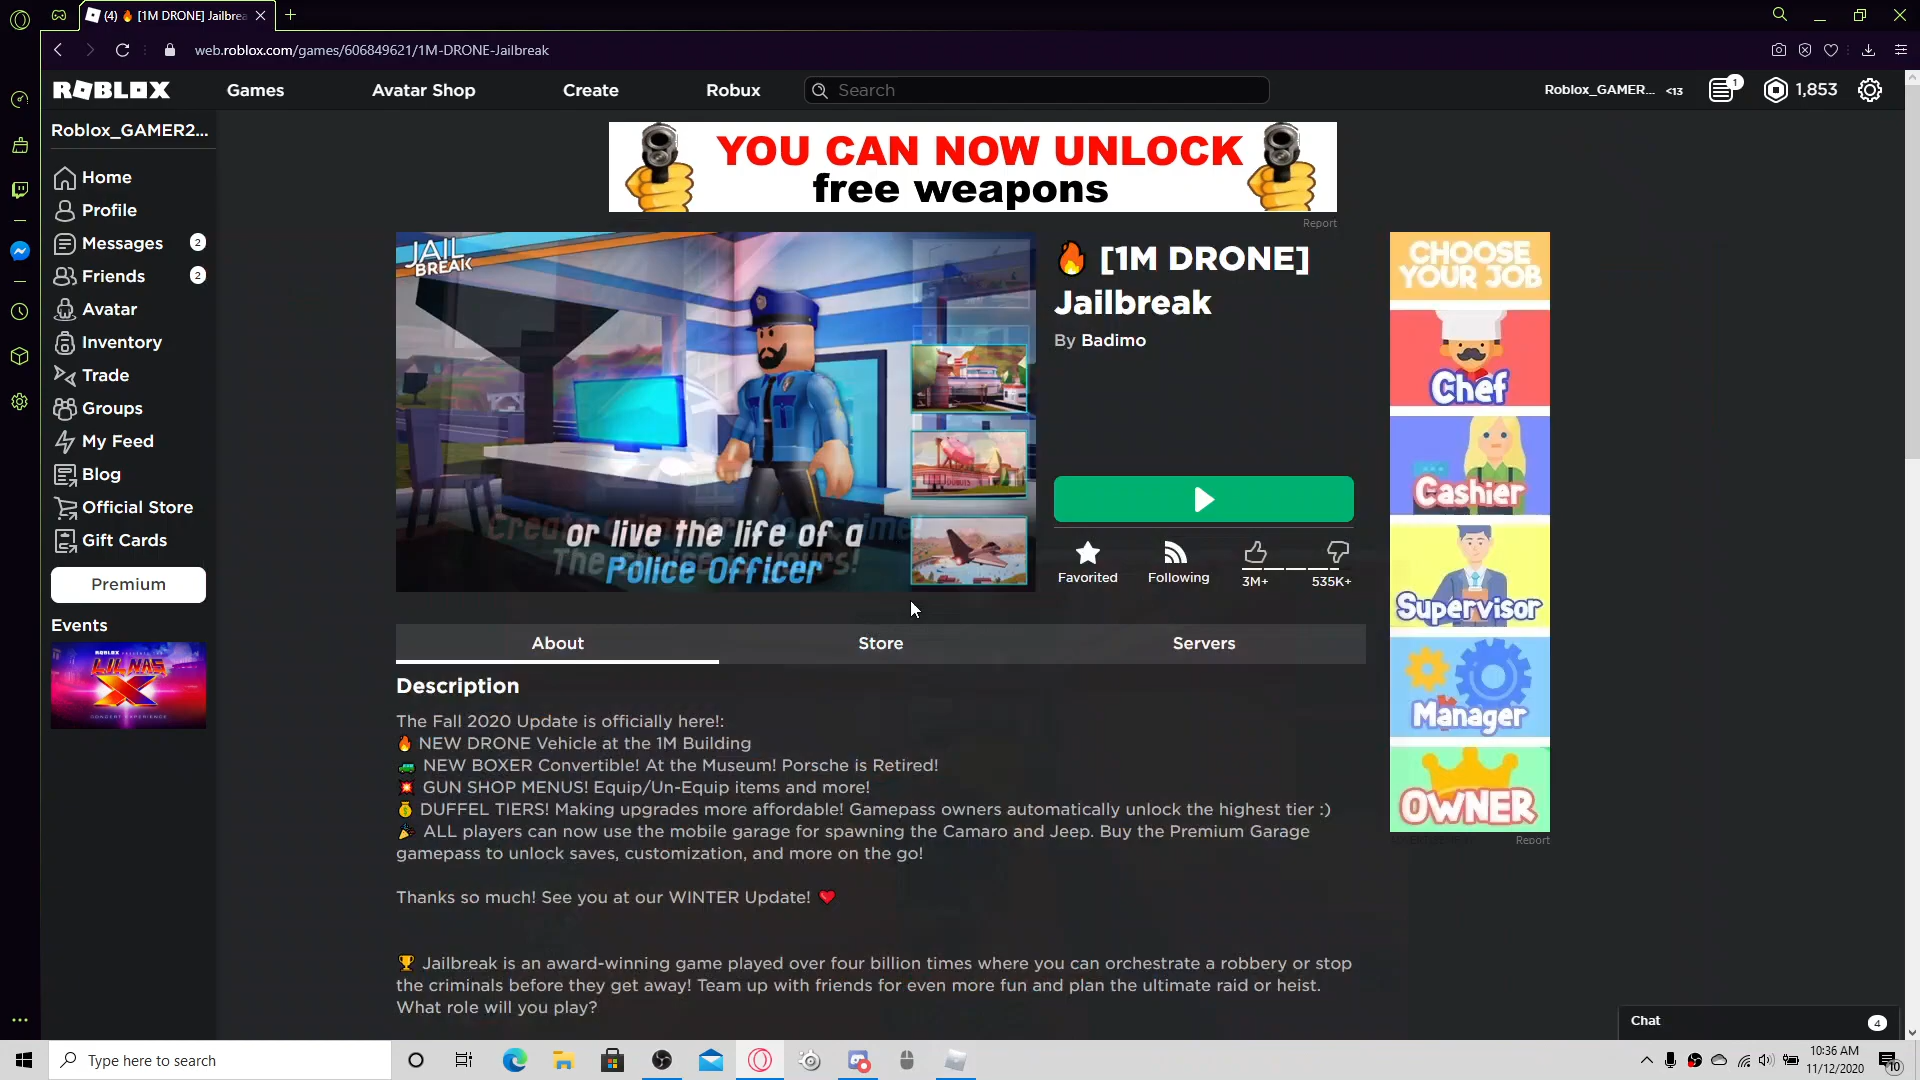 (4) 🔥 [1M DRONE] Jailbrea
web.roblox.com/games/606849621/1M-DRONE-Jailbreak
ROBLOX
Games
Avatar Shop
Create
Robux
Search
Roblox_GAMER...
<13
1
1,853
Roblox_GAMER2...
Home
Profile
Messages
2
Friends
2
Avatar
Inventory
Trade
Groups
My Feed
Blog
Official Store
Gift Cards
Premium
Events
ROBLOX
LIL NAS
X
CONCERT EXPERIENCE
YOU CAN NOW UNLOCK
free weapons
Report
JAIL
BREAK
DONUTS
or live the life of a
Police Officer
🔥 [1M DRONE]
Jailbreak
By Badimo
Favorited
Following
3M+
535K+
CHOOSE
YOUR JOB
Chef
Cashier
Supervisor
Manager
OWNER
Report
About
Store
Servers
Description
The Fall 2020 Update is officially here!:
🔥 NEW DRONE Vehicle at the 1M Building
🚙 NEW BOXER Convertible! At the Museum! Porsche is Retired!
💥 GUN SHOP MENUS! Equip/Un-Equip items and more!
💰 DUFFEL TIERS! Making upgrades more affordable! Gamepass owners automatically unlock the highest tier :)
🎉 ALL players can now use the mobile garage for spawning the Camaro and Jeep. Buy the Premium Garage
gamepass to unlock saves, customization, and more on the go!
Thanks so much! See you at our WINTER Update! ❤️
🏆 Jailbreak is an award-winning game played over four billion times where you can orchestrate a robbery or stop
the criminals before they get away! Team up with friends for even more fun and plan the ultimate raid or heist.
What role will you play?
Chat
4
Type here to search
10:36 AM
11/12/2020
10